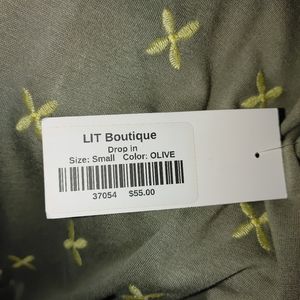 LIT Boutique
Drop in
Size: Small Color: OLIVE
37054 $55.00